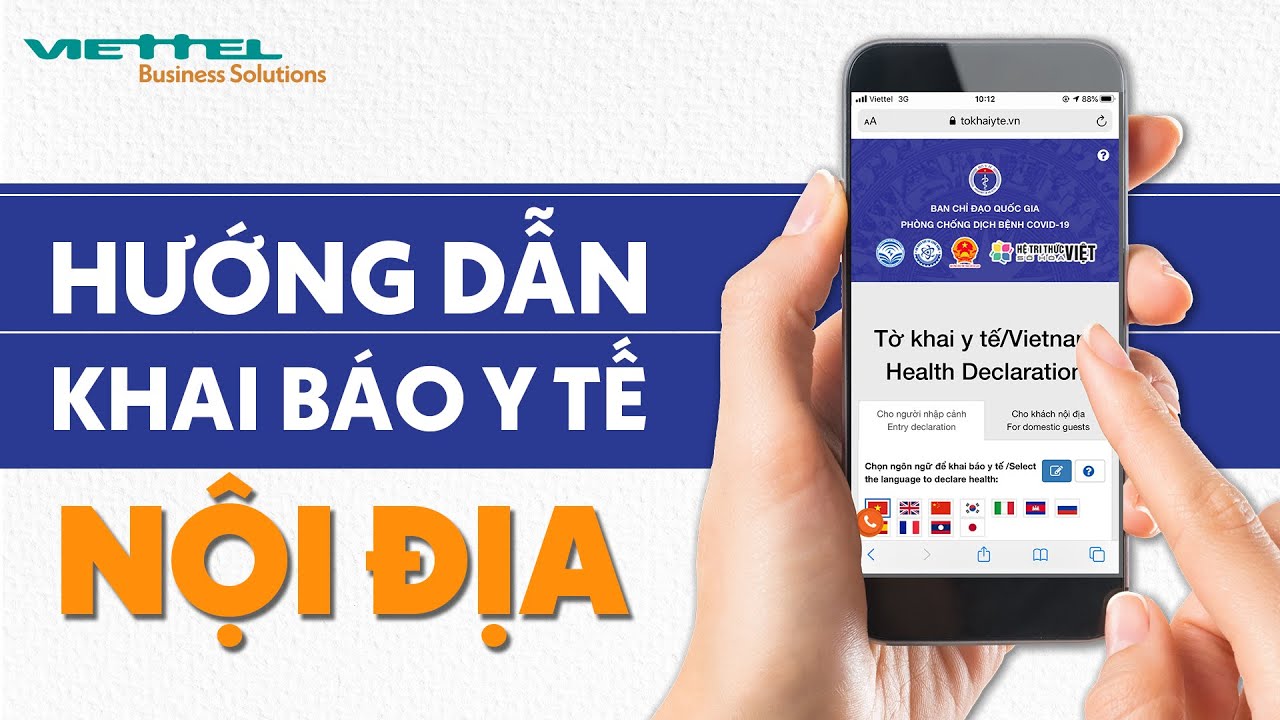 VIETTEL
Business Solutions
HƯỚNG DẪN
KHAI BÁO Y TẾ
NỘI ĐỊA
Viettel 3G 10:12 88%
AA tokhaiyte.vn
?
BAN CHỈ ĐẠO QUỐC GIA
PHÒNG CHỐNG DỊCH BỆNH COVID-19
HỆ TRI THỨC
SỐ HÓA VIỆT
Tờ khai y tế/Vietnam
Health Declaration
Cho người nhập cảnh
Entry declaration
Cho khách nội địa
For domestic guests
Chọn ngôn ngữ để khai báo y tế /Select
the language to declare health:
?